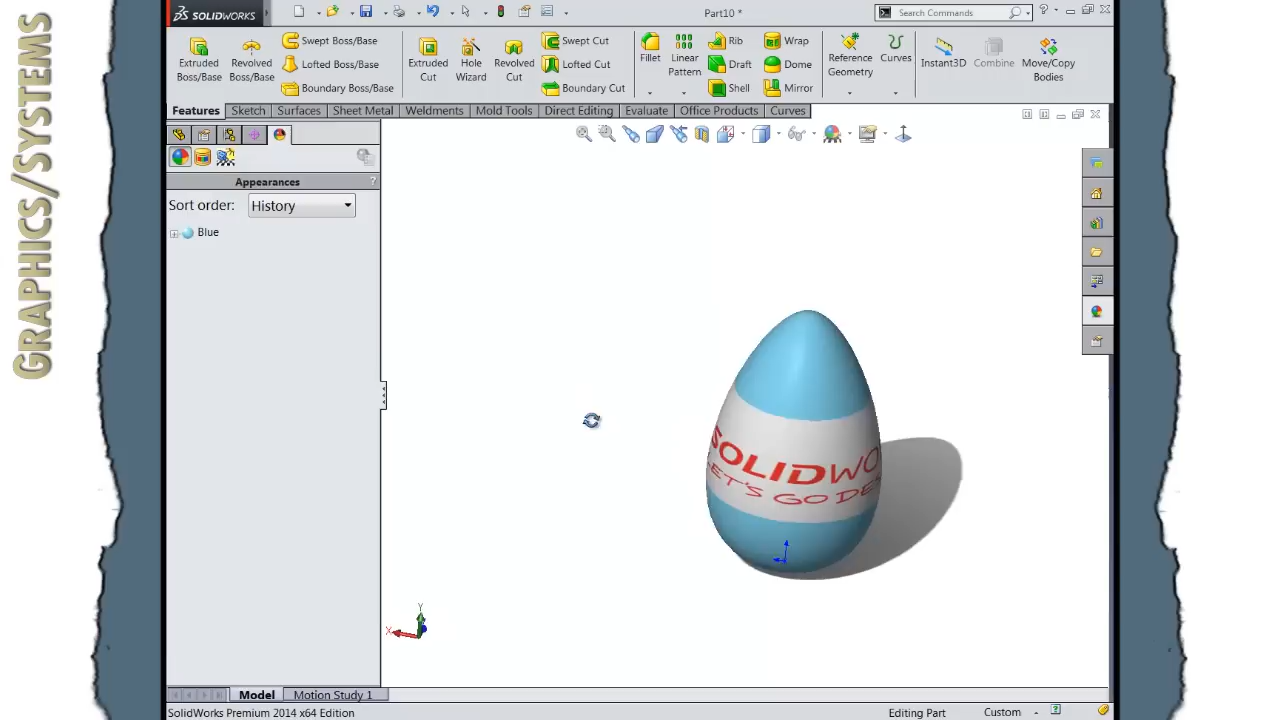 GRAPHICS/SYSTEMS
SOLIDWORKS
Part10 *
Search Commands
Extruded Boss/Base
Revolved Boss/Base
Swept Boss/Base
Lofted Boss/Base
Boundary Boss/Base
Extruded Cut
Hole Wizard
Revolved Cut
Swept Cut
Lofted Cut
Boundary Cut
Fillet
Linear Pattern
Rib
Draft
Shell
Wrap
Dome
Mirror
Reference Geometry
Curves
Instant3D
Combine
Move/Copy Bodies
Features Sketch Surfaces Sheet Metal Weldments Mold Tools Direct Editing Evaluate Office Products Curves
Appearances ?
Sort order: History
Blue
SOLIDWO
LET'S GO DE
Y
X
Model Motion Study 1
SolidWorks Premium 2014 x64 Edition
Editing Part Custom